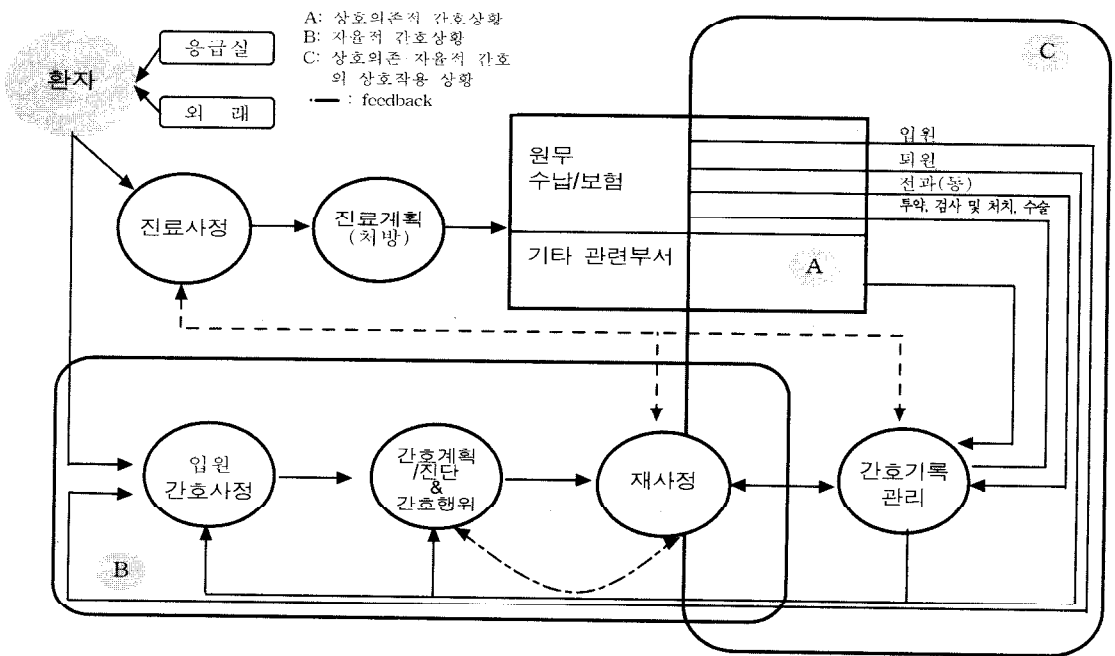 A: 상호의존적 간호상황
B: 자율적 간호상황
C: 상호의존 자율적 간호
의 상호작용 상황
: feedback
응급실
환자
외 래
C
원무
수납/보험
입원
퇴원
전과(동)
투약, 검사 및 처치, 수술
진료사정
진료계획
(처방)
기타 관련부서
A
입원
간호사정
간호계획
/진단
&
간호행위
재사정
간호기록
관리
B